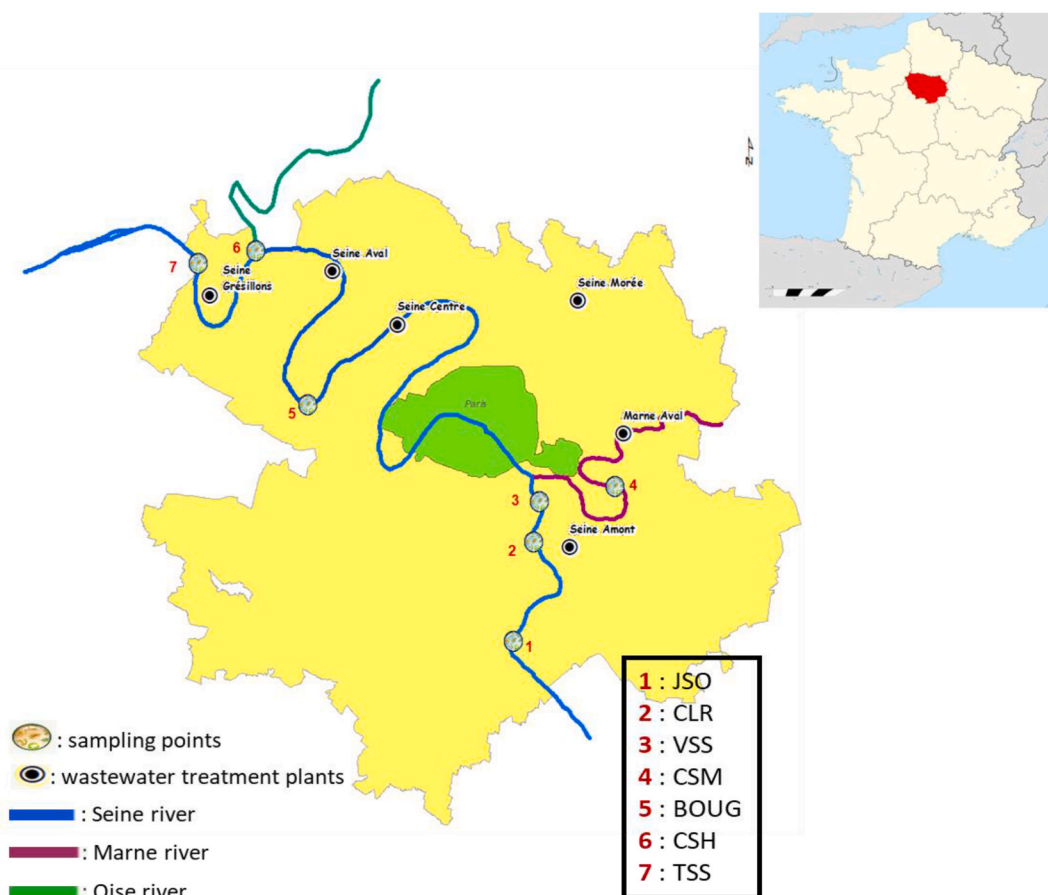 N
6
Seine Aval
7
Seine
Grésillons
Seine Centre
Seine Morée
5
Paris
Marne Aval
4
3
Seine Amont
2
1
1 : JSO
2 : CLR
3 : VSS
4 : CSM
5 : BOUG
6 : CSH
7 : TSS
: sampling points
: wastewater treatment plants
: Seine river
: Marne river
: Oise river